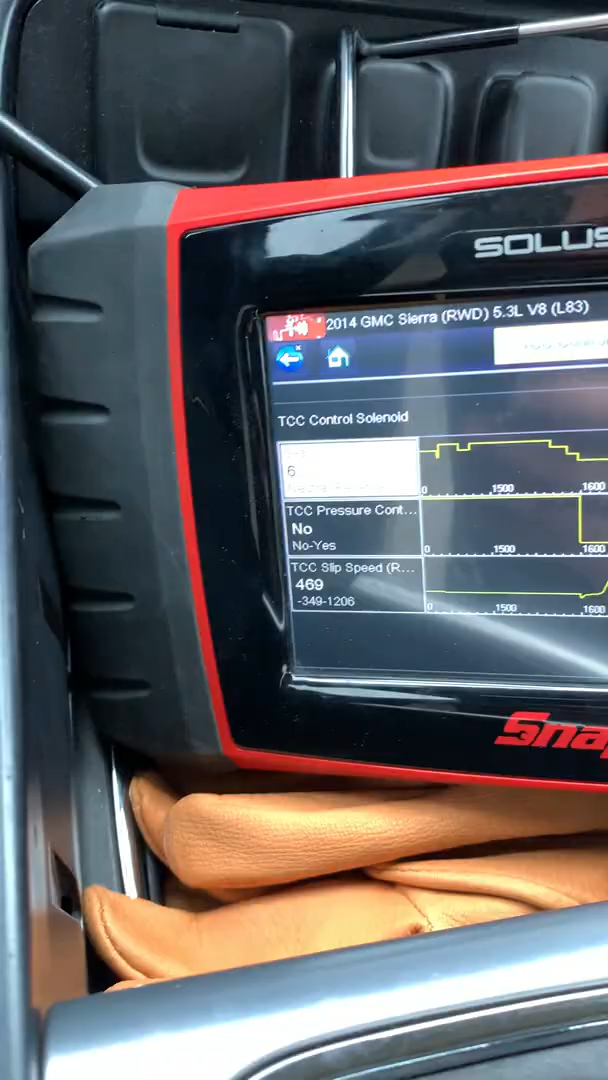 SOLUS
2014 GMC Sierra (RWD) 5.3L V8 (L83)
TCC Control Solenoid
6
0 1500 1600
TCC Pressure Cont...
No
No-Yes
0 1500 1600
TCC Slip Speed (R...
469
-349-1206
0 1500 1600
Snap